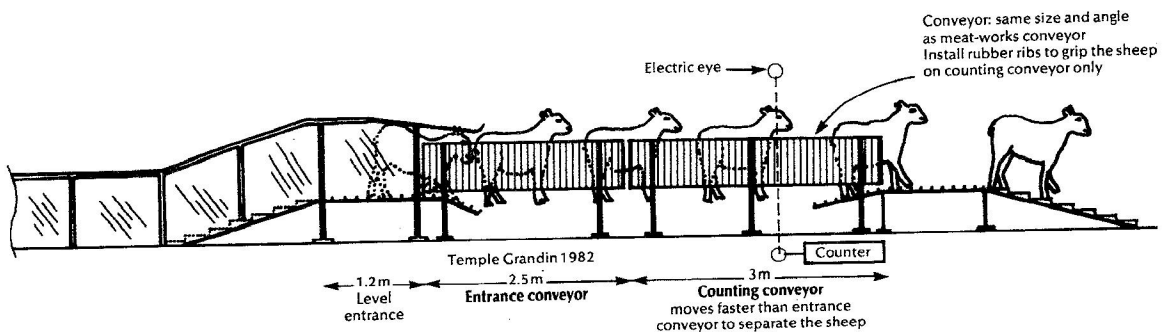 Conveyor: same size and angle
as meat-works conveyor
Install rubber ribs to grip the sheep
on counting conveyor only
Electric eye
Counter
Temple Grandin 1982
1.2m
Level
entrance
2.5m
Entrance conveyor
3m
Counting conveyor
moves faster than entrance
conveyor to separate the sheep